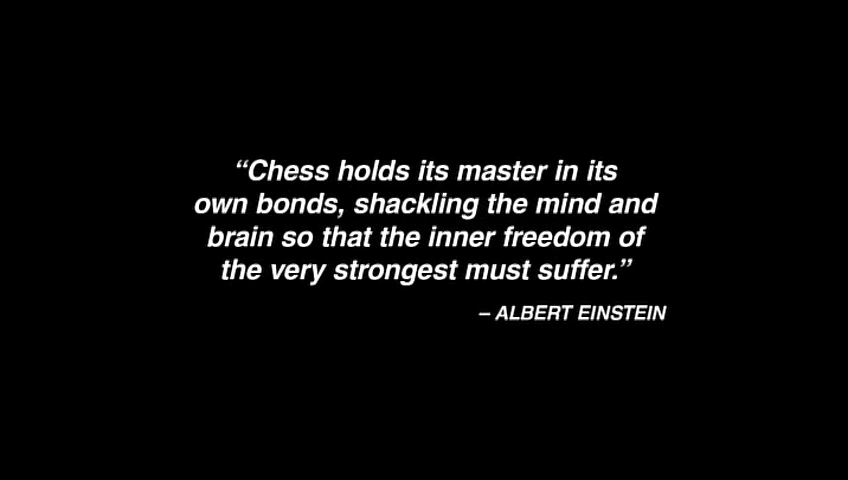 “Chess holds its master in its
own bonds, shackling the mind and
brain so that the inner freedom of
the very strongest must suffer.”
– ALBERT EINSTEIN